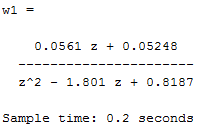 w1 =
0.0561 z + 0.05248
----------------------
z^2 - 1.801 z + 0.8187
Sample time: 0.2 seconds